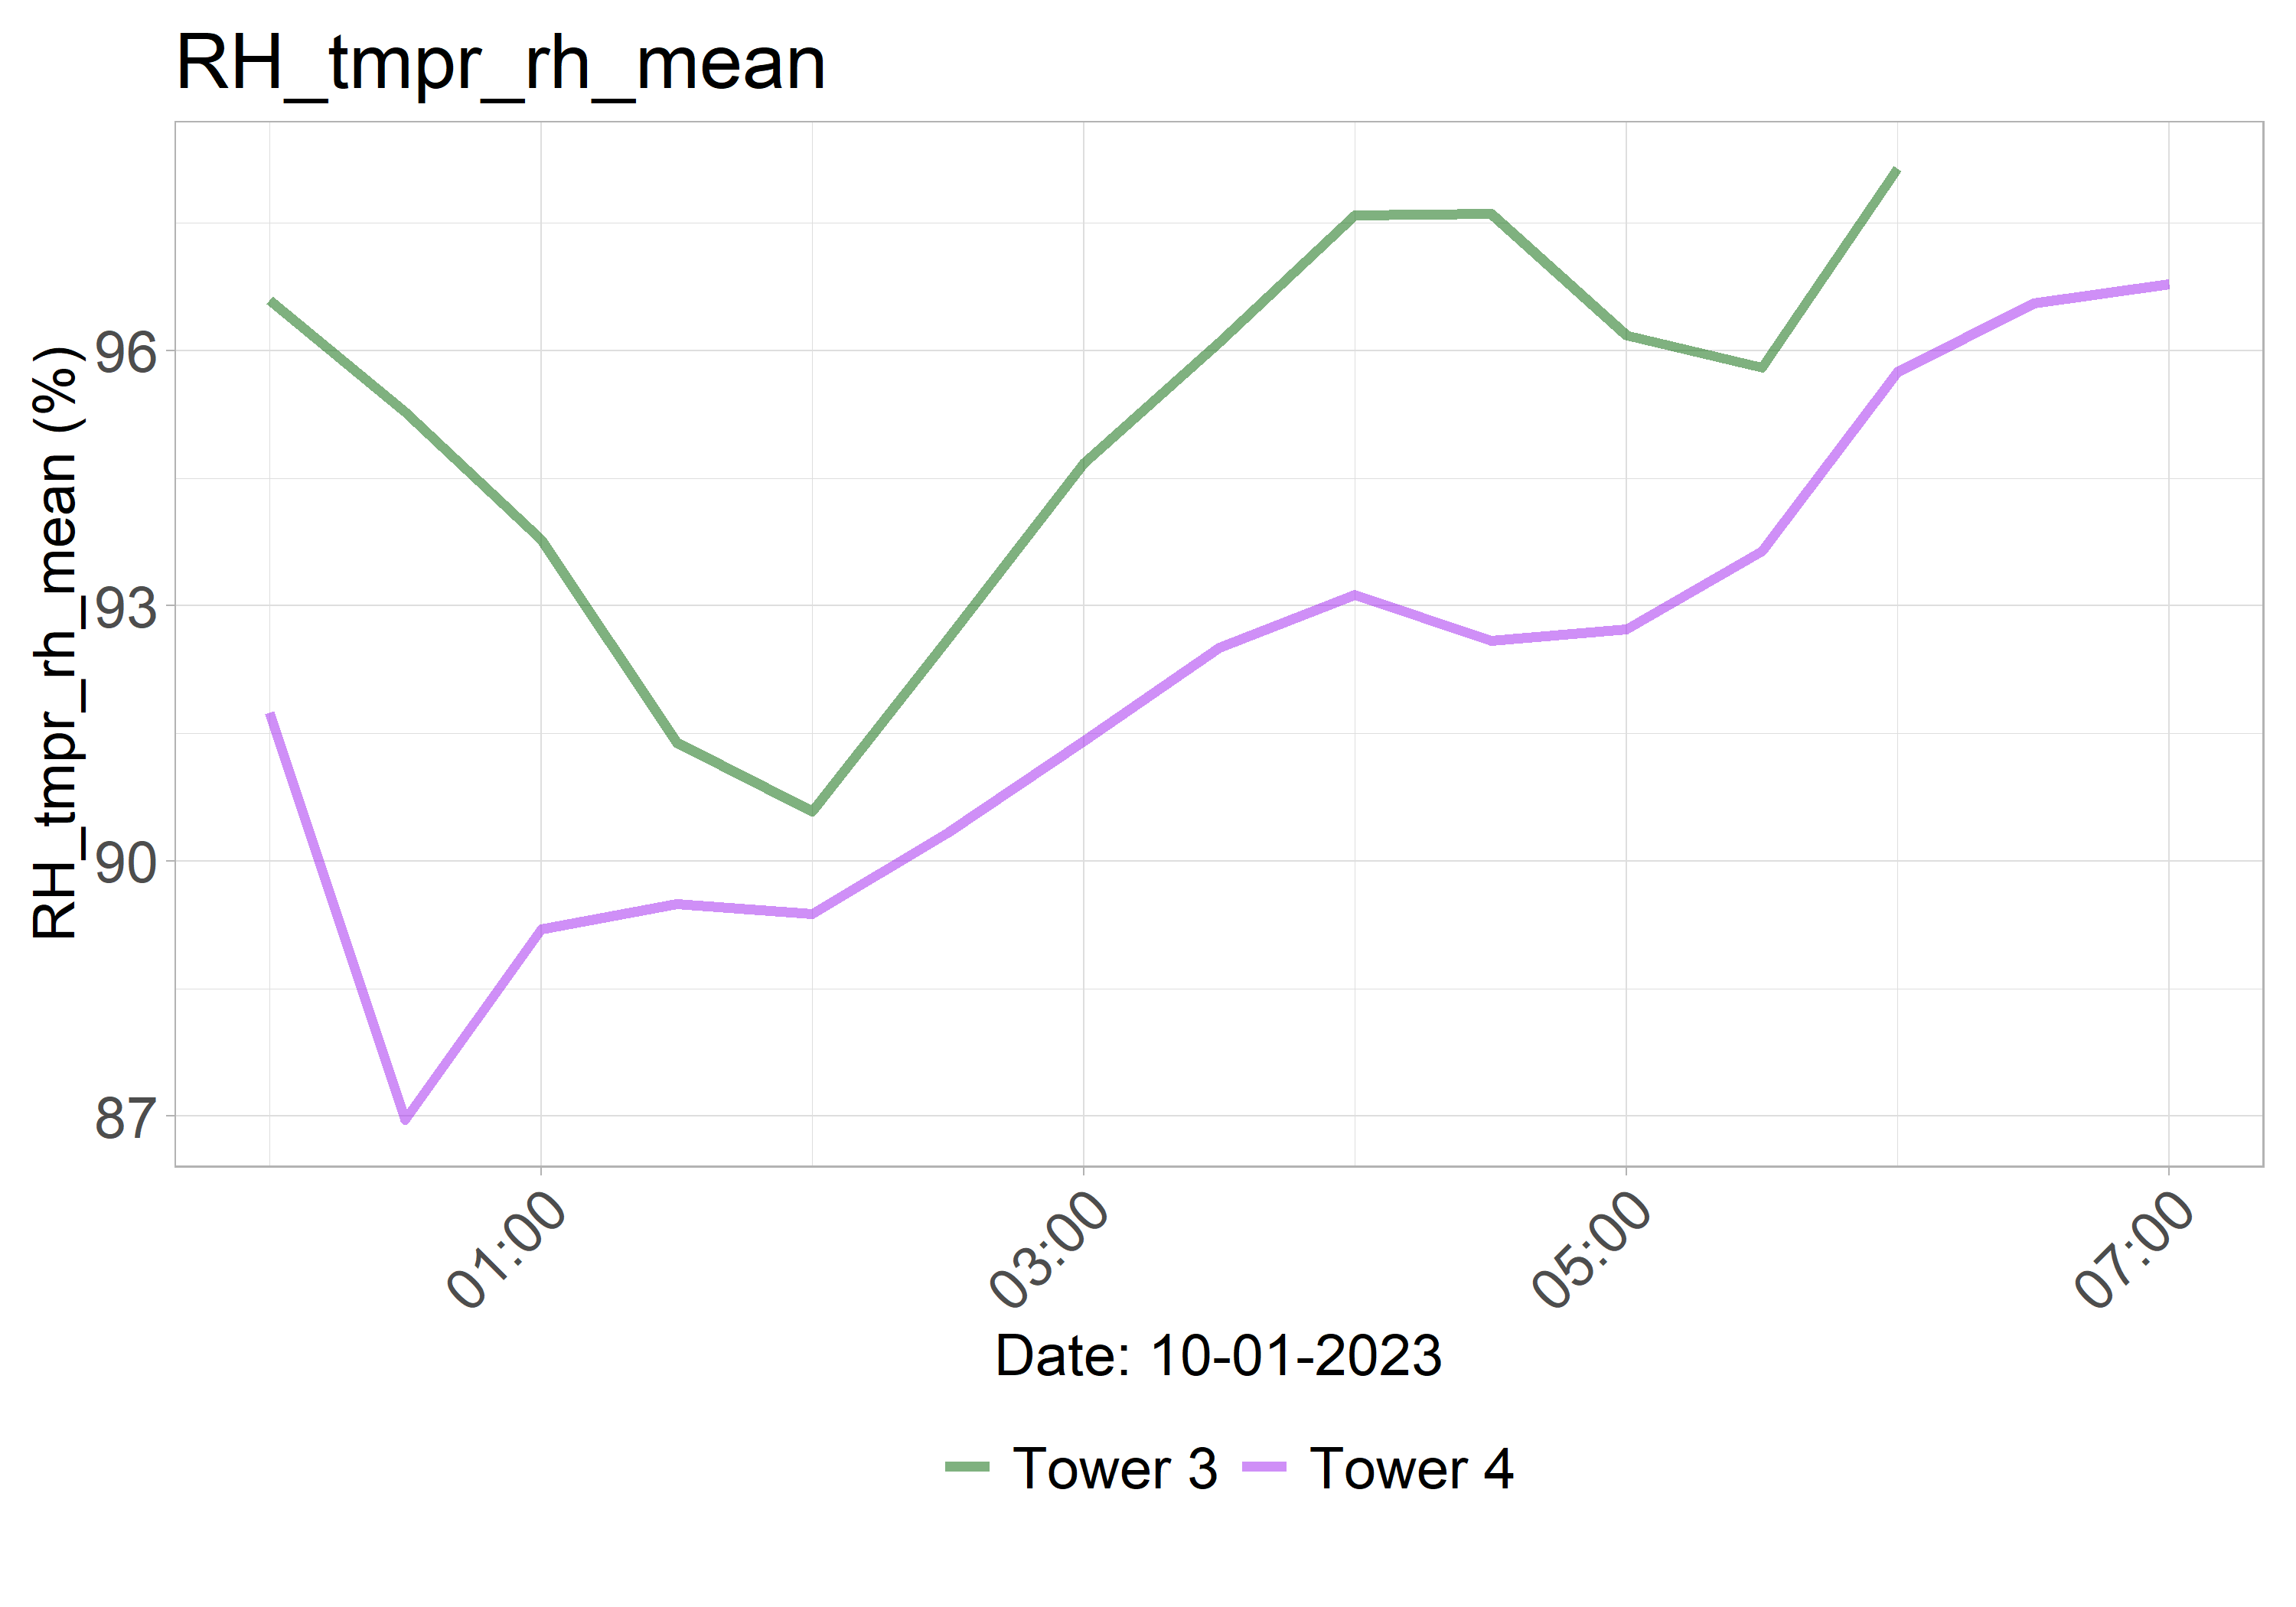 RH_tmpr_rh_mean
RH_tmpr_rh_mean (%)
96
93
90
87
01:00
03:00
05:00
07:00
Date: 10-01-2023
Tower 3
Tower 4